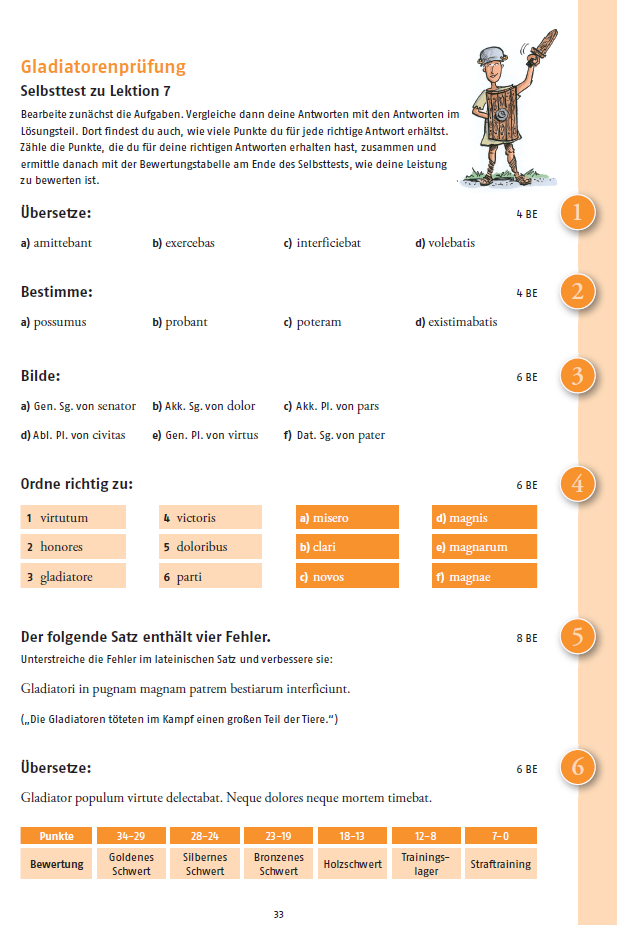 Gladiatorenprüfung
Selbsttest zu Lektion 7
Bearbeite zunächst die Aufgaben. Vergleiche dann deine Antworten mit den Antworten im
Lösungsteil. Dort findest du auch, wie viele Punkte du für jede richtige Antwort erhältst.
Zähle die Punkte, die du für deine richtigen Antworten erhalten hast, zusammen und
ermittle danach mit der Bewertungstabelle am Ende des Selbsttests, wie deine Leistung
zu bewerten ist.
Übersetze: 4 BE 1
a) amittebant b) exercebas c) interficiebat d) volebatis
Bestimme: 4 BE 2
a) possumus b) probant c) poteram d) existimabatis
Bilde: 6 BE 3
a) Gen. Sg. von senator b) Akk. Sg. von dolor c) Akk. Pl. von pars
d) Abl. Pl. von civitas e) Gen. Pl. von virtus f) Dat. Sg. von pater
Ordne richtig zu: 6 BE 4
1 virtutum 4 victoris a) misero d) magnis
2 honores 5 doloribus b) clari e) magnarum
3 gladiatore 6 parti c) novos f) magnae
Der folgende Satz enthält vier Fehler. 8 BE 5
Unterstreiche die Fehler im lateinischen Satz und verbessere sie:
Gladiatori in pugnam magnam patrem bestiarum interficiunt.
(„Die Gladiatoren töteten im Kampf einen großen Teil der Tiere.“)
Übersetze: 6 BE 6
Gladiator populum virtute delectabat. Neque dolores neque mortem timebat.
Punkte 34–29 28–24 23–19 18–13 12–8 7–0
Bewertung Goldenes Schwert Silbernes Schwert Bronzenes Schwert Holzschwert Trainings-lager Straftraining
33